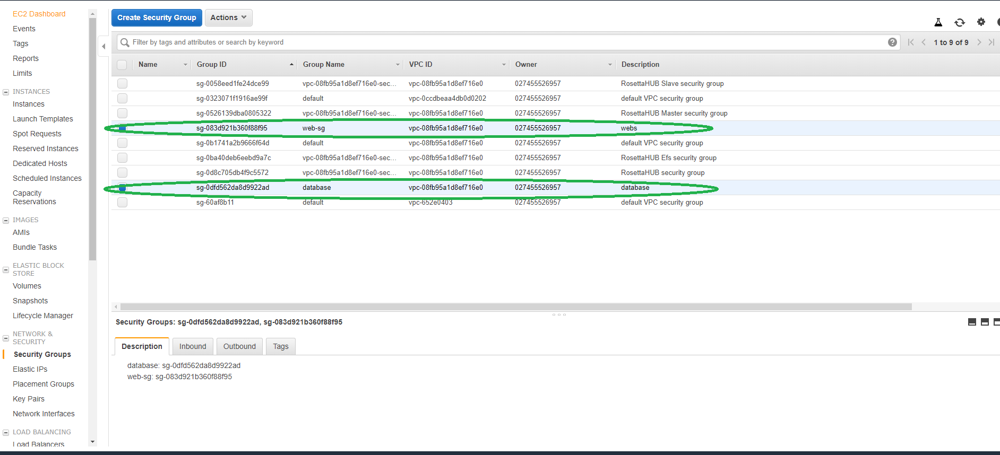 EC2 Dashboard
Events
Tags
Reports
Limits
INSTANCES
Instances
Launch Templates
Spot Requests
Reserved Instances
Dedicated Hosts
Scheduled Instances
Capacity
Reservations
IMAGES
AMIs
Bundle Tasks
ELASTIC BLOCK
STORE
Volumes
Snapshots
Lifecycle Manager
NETWORK &
SECURITY
Security Groups
Elastic IPs
Placement Groups
Key Pairs
Network Interfaces
LOAD BALANCING
Load Balancers
Create Security Group Actions
Filter by tags and attributes or search by keyword 1 to 9 of 9
Name Group ID Group Name VPC ID Owner Description
sg-0058eed1fe24dce99 vpc-08fb95a1d8ef716e0-sec... vpc-08fb95a1d8ef716e0 027455526957 RosettaHUB Slave security group
sg-0323071f1916ae99f default vpc-0ccdbeaa4db0d0202 027455526957 default VPC security group
sg-0526139dba0805322 vpc-08fb95a1d8ef716e0-sec... vpc-08fb95a1d8ef716e0 027455526957 RosettaHUB Master security group
sg-083d921b360f88f95 web-sg vpc-08fb95a1d8ef716e0 027455526957 webs
sg-0b1741a2b9666f64d default vpc-08fb95a1d8ef716e0 027455526957 default VPC security group
sg-0ba40deb6eebd9a7c vpc-08fb95a1d8ef716e0-sec... vpc-08fb95a1d8ef716e0 027455526957 RosettaHUB Efs security group
sg-0d8c705db4f9c5572 vpc-08fb95a1d8ef716e0-sec... vpc-08fb95a1d8ef716e0 027455526957 RosettaHUB security group
sg-0dfd562da8d9922ad database vpc-08fb95a1d8ef716e0 027455526957 database
sg-60af8b11 default vpc-652e0403 027455526957 default VPC security group
Security Groups: sg-0dfd562da8d9922ad, sg-083d921b360f88f95
Description Inbound Outbound Tags
database: sg-0dfd562da8d9922ad
web-sg: sg-083d921b360f88f95